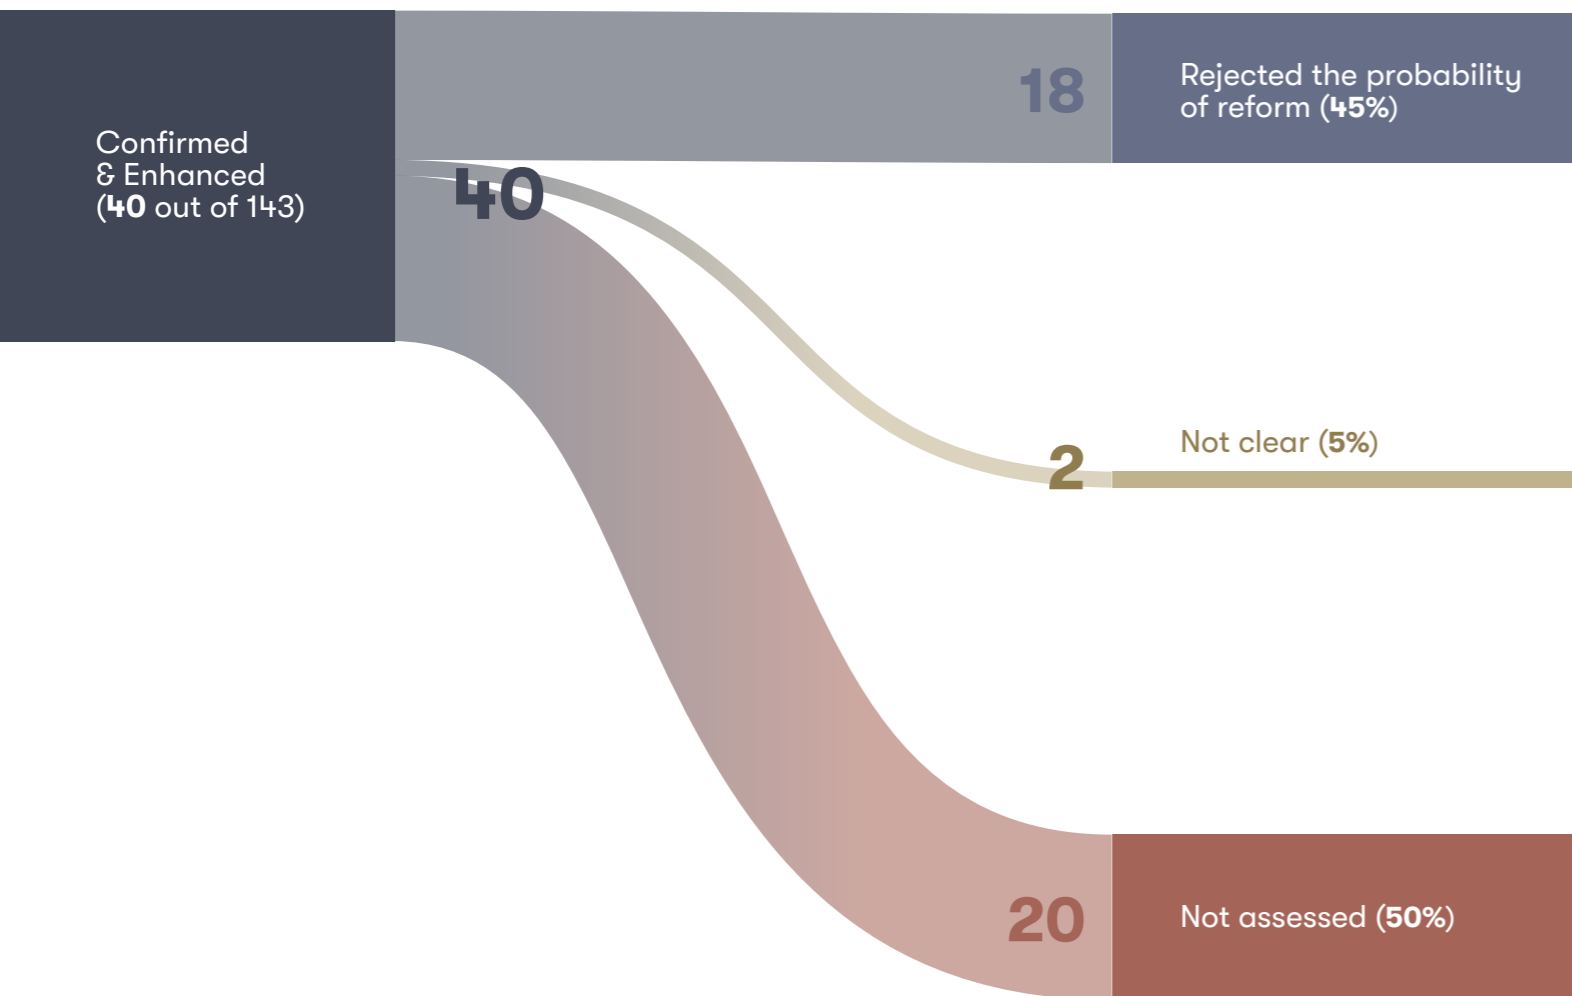 Confirmed
& Enhanced
(40 out of 143)
40
18
Rejected the probability
of reform (45%)
2
Not clear (5%)
20
Not assessed (50%)